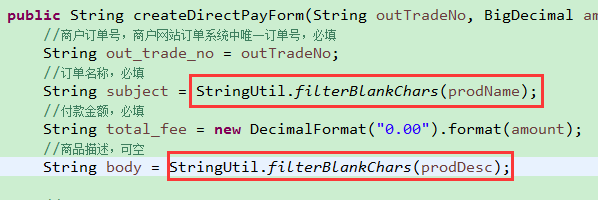 public String createDirectPayForm(String outTradeNo, BigDecimal am
//商户订单号，商户网站订单系统中唯一订单号，必填
String out_trade_no = outTradeNo;
//订单名称，必填
String subject = StringUtil.filterBlankChars(prodName);
//付款金额，必填
String total_fee = new DecimalFormat("0.00").format(amount);
//商品描述，可空
String body = StringUtil.filterBlankChars(prodDesc);